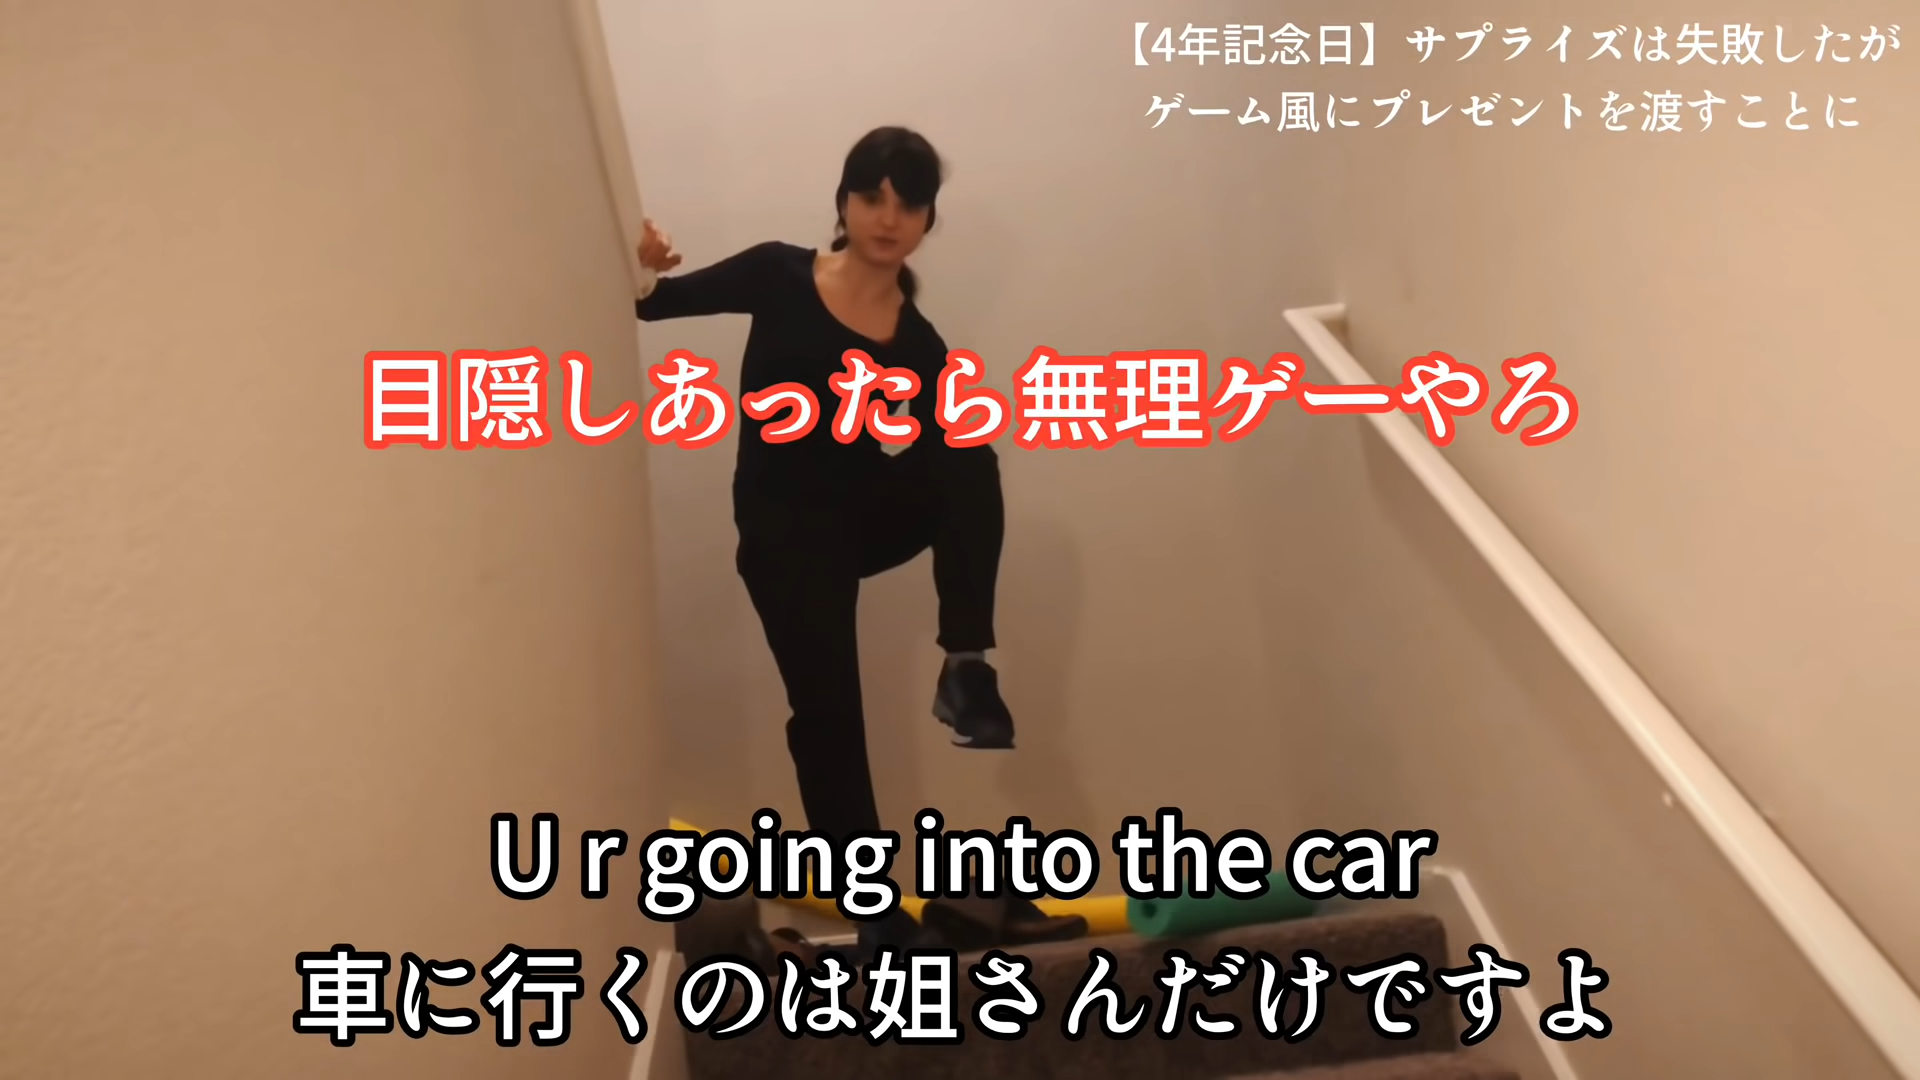 【4年記念日】サプライズは失敗したが
ゲーム風にプレゼントを渡すことに
目隠しあったら無理ゲーやろ
U r going into the car
車に行くのは姐さんだけですよ